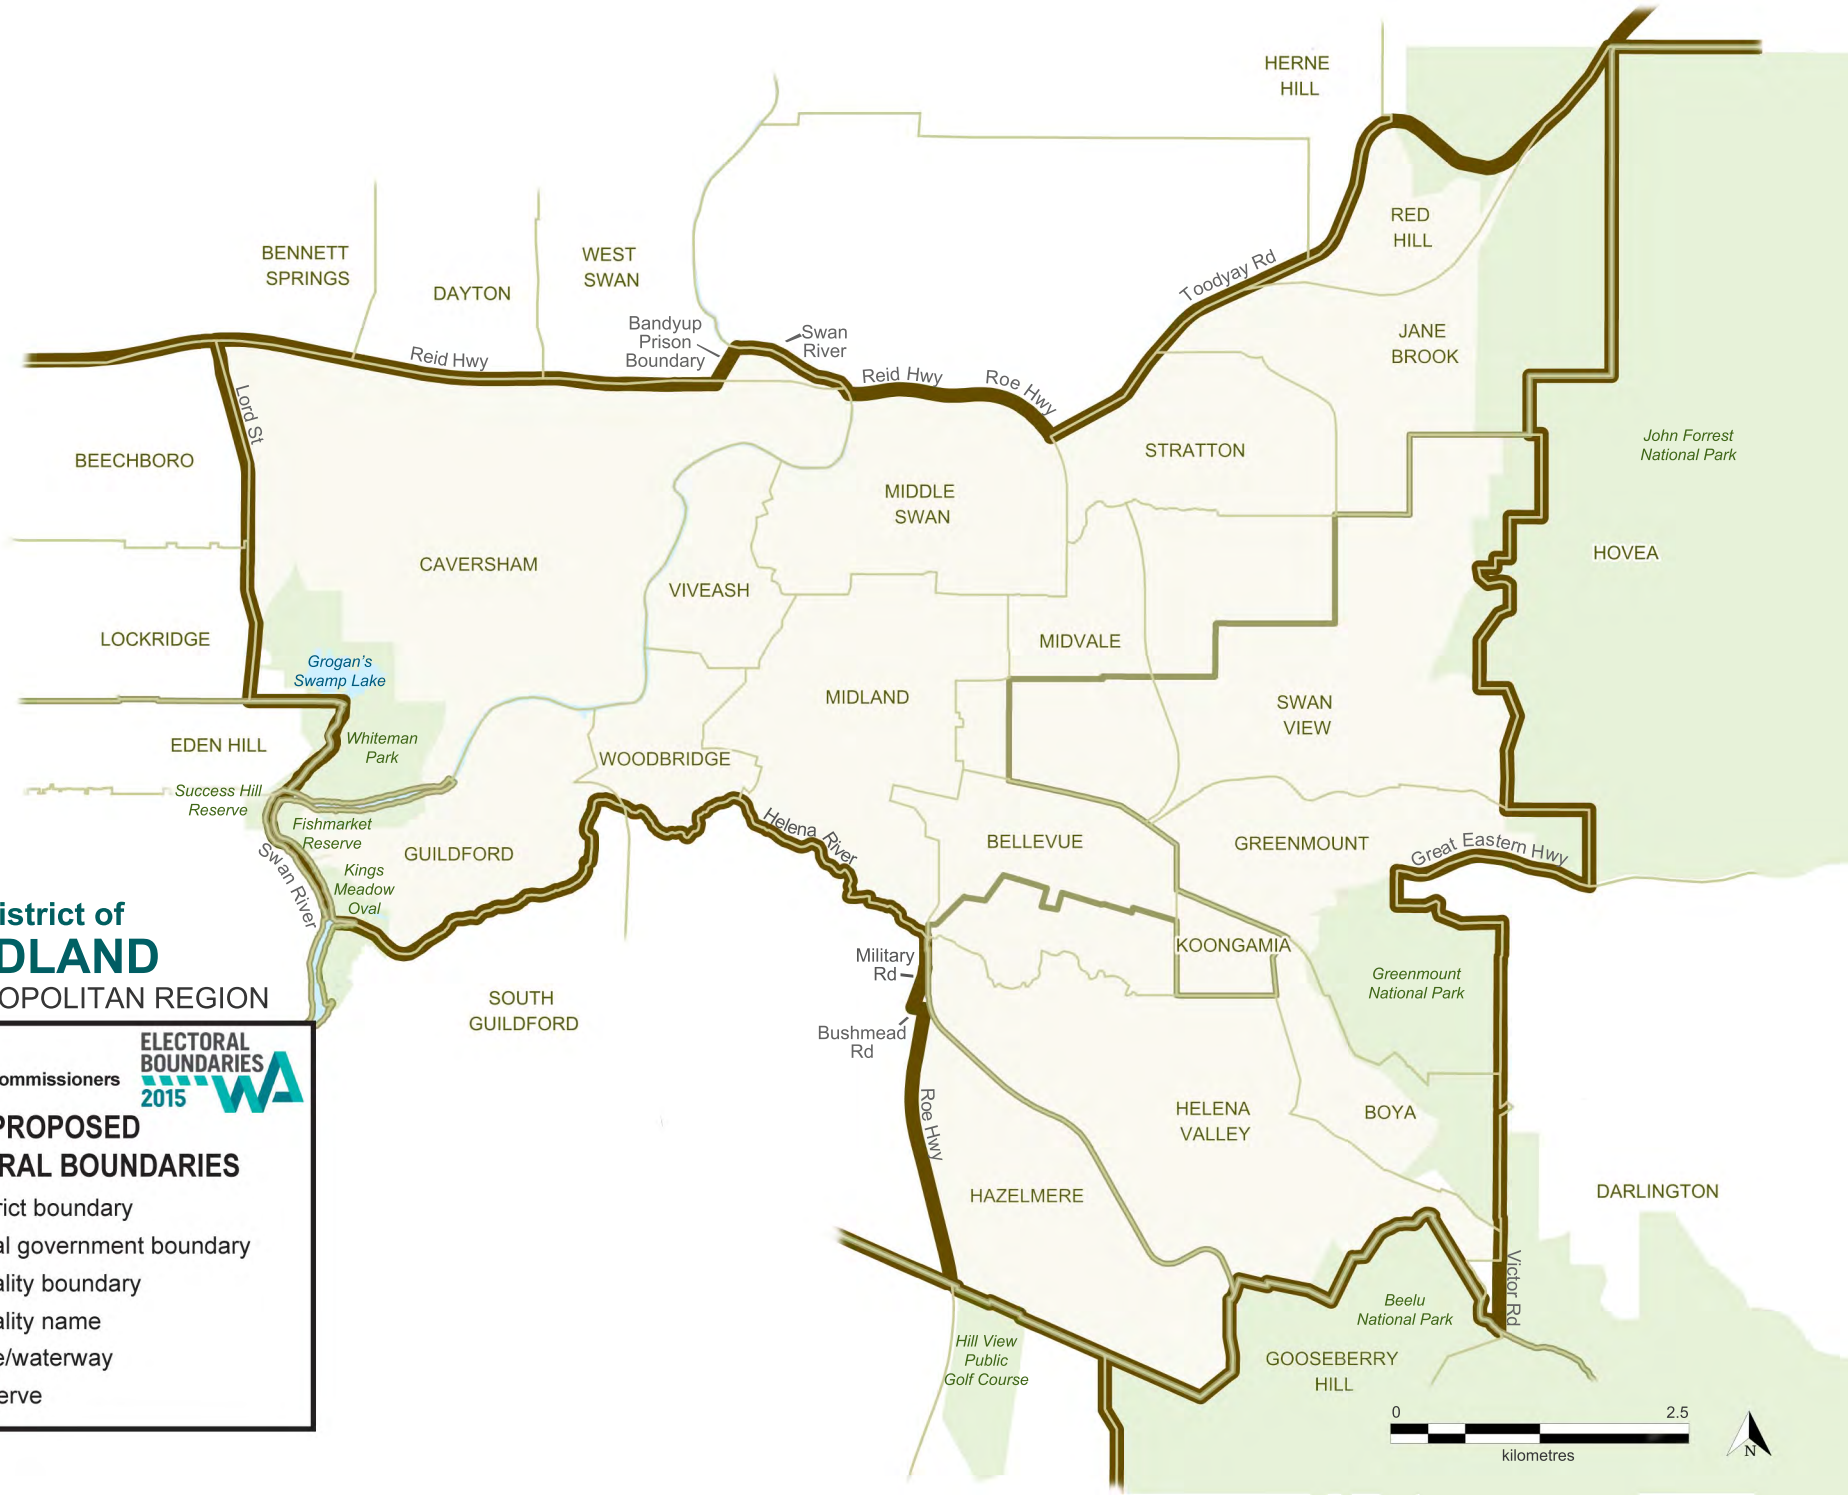 HERNE
HILL
RED
HILL
BENNETT
SPRINGS
DAYTON
WEST
SWAN
Toodyay Rd
Bandyup
Prison
Boundary
Swan
River
JANE
BROOK
Reid Hwy
Reid Hwy
Roe Hwy
Lord St
BEECHBORO
STRATTON
John Forrest
National Park
MIDDLE
SWAN
CAVERSHAM
HOVEA
VIVEASH
LOCKRIDGE
MIDVALE
Grogan's
Swamp Lake
MIDLAND
SWAN
VIEW
EDEN HILL
Whiteman
Park
WOODBRIDGE
Success Hill
Reserve
Fishmarket
Reserve
Helena River
GUILDFORD
BELLEVUE
GREENMOUNT
Great Eastern Hwy
Swan River
Kings
Meadow
Oval
istrict of
DLAND
OPOLITAN REGION
KOONGAMIA
Military
Rd
Greenmount
National Park
SOUTH
GUILDFORD
Bushmead
Rd
ELECTORAL
BOUNDARIES
2015
WA
ommissioners
PROPOSED
RAL BOUNDARIES
rict boundary
al government boundary
ality boundary
ality name
e/waterway
erve
Roe Hwy
HELENA
VALLEY
BOYA
HAZELMERE
DARLINGTON
Victor Rd
Beelu
National Park
Hill View
Public
Golf Course
GOOSEBERRY
HILL
0 2.5
kilometres
N